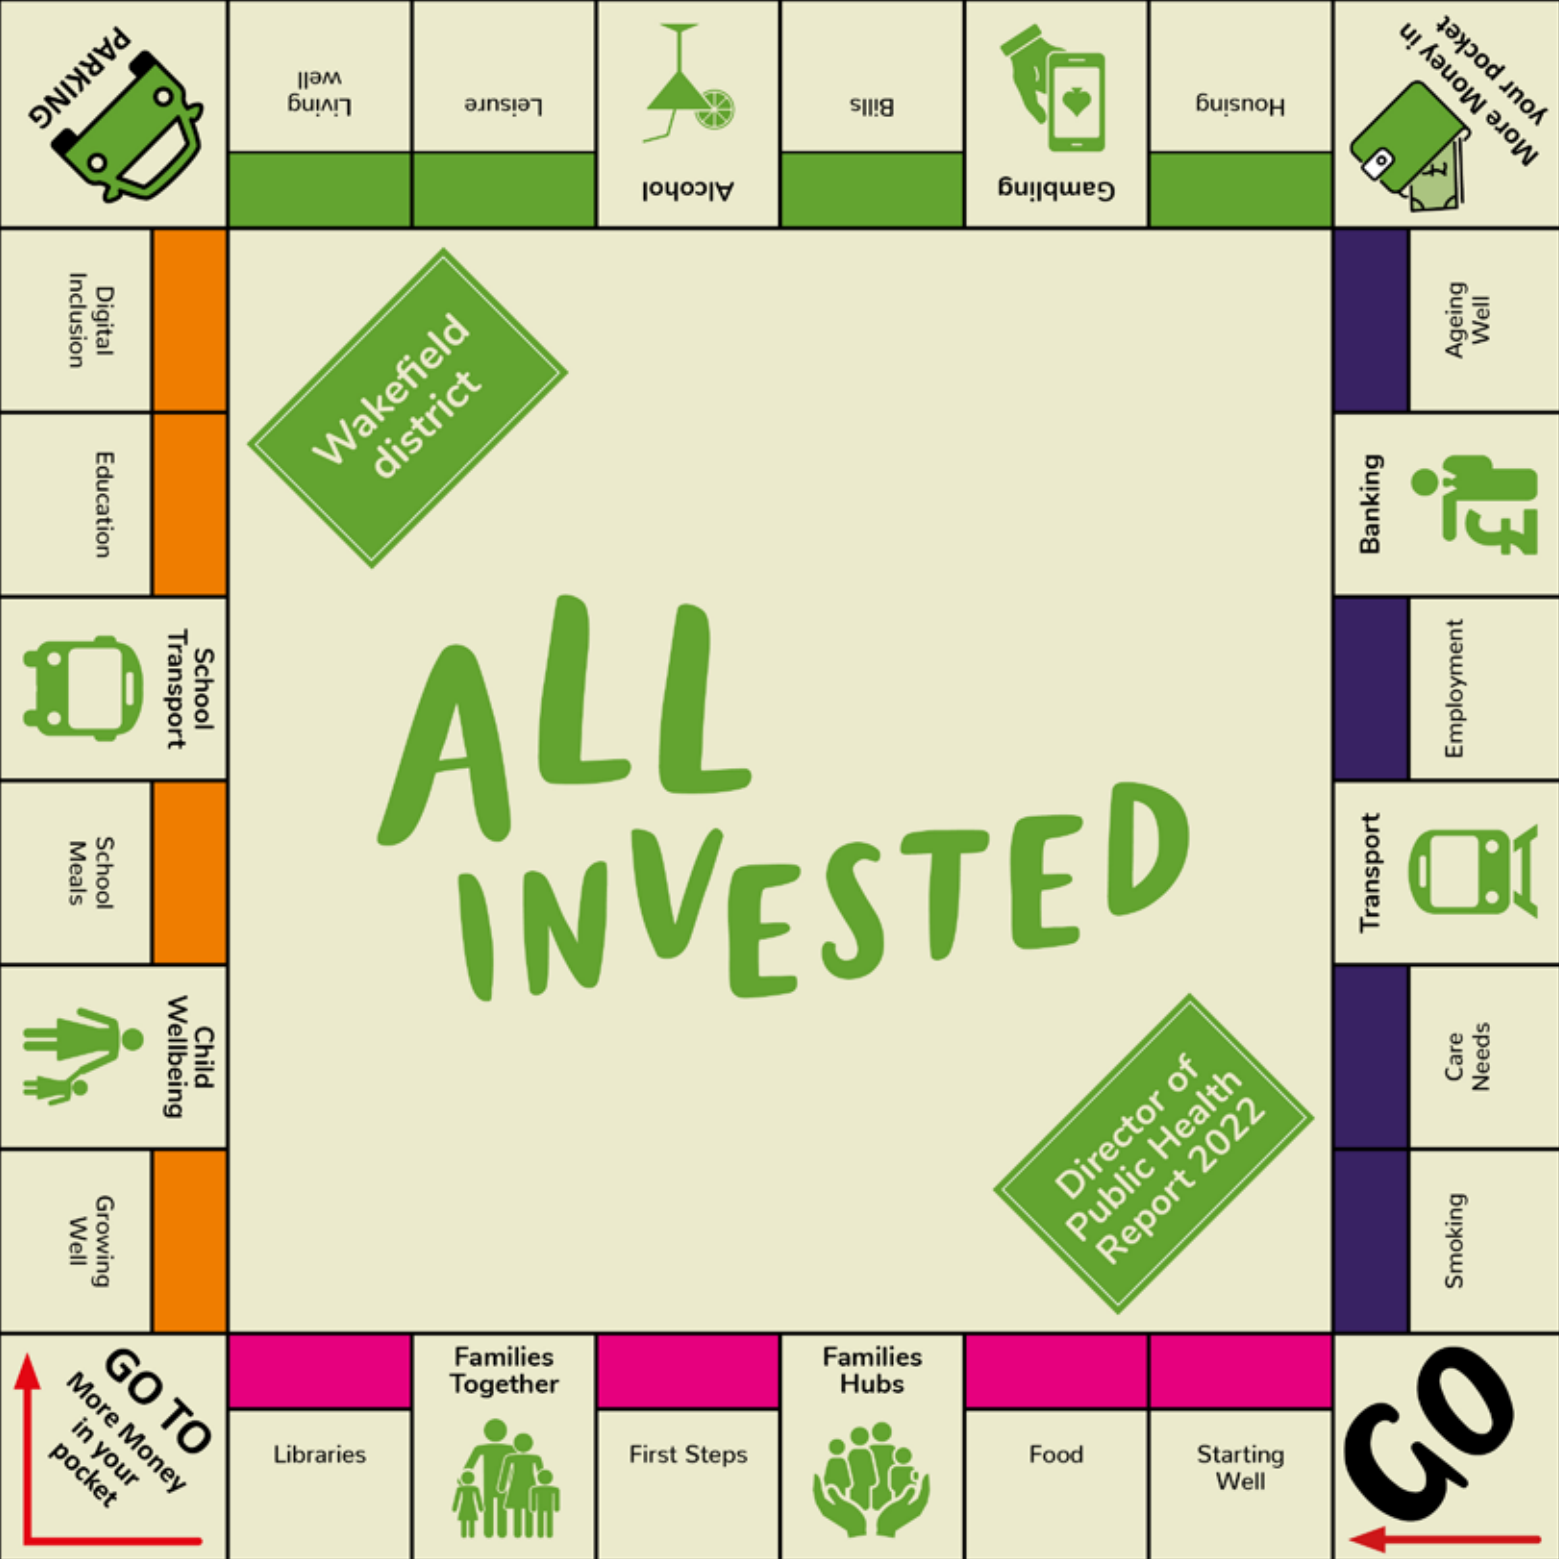 PARKING
Living
well
Leisure
Alcohol
Bills
Gambling
Housing
More Money in
your pocket
£
Digital
Inclusion
Education
School
Transport
School
Meals
Child
Wellbeing
Growing
Well
Wakefield
district
ALL
INVESTED
Director of
Public Health
Report 2022
Ageing
Well
Banking
£
Employment
Transport
Care
Needs
Smoking
GO TO
More Money
in your
pocket
Libraries
Families
Together
First Steps
Families
Hubs
Food
Starting
Well
GO